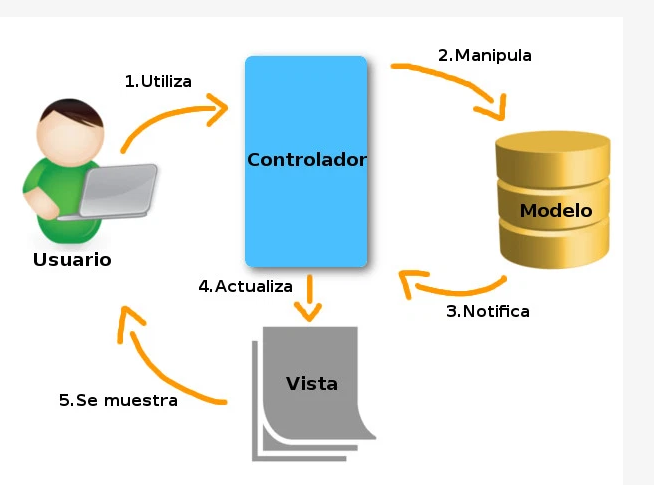 2.Manipula
1.Utiliza
Controlador
Modelo
Usuario
4.Actualiza
3.Notifica
Vista
5.Se muestra